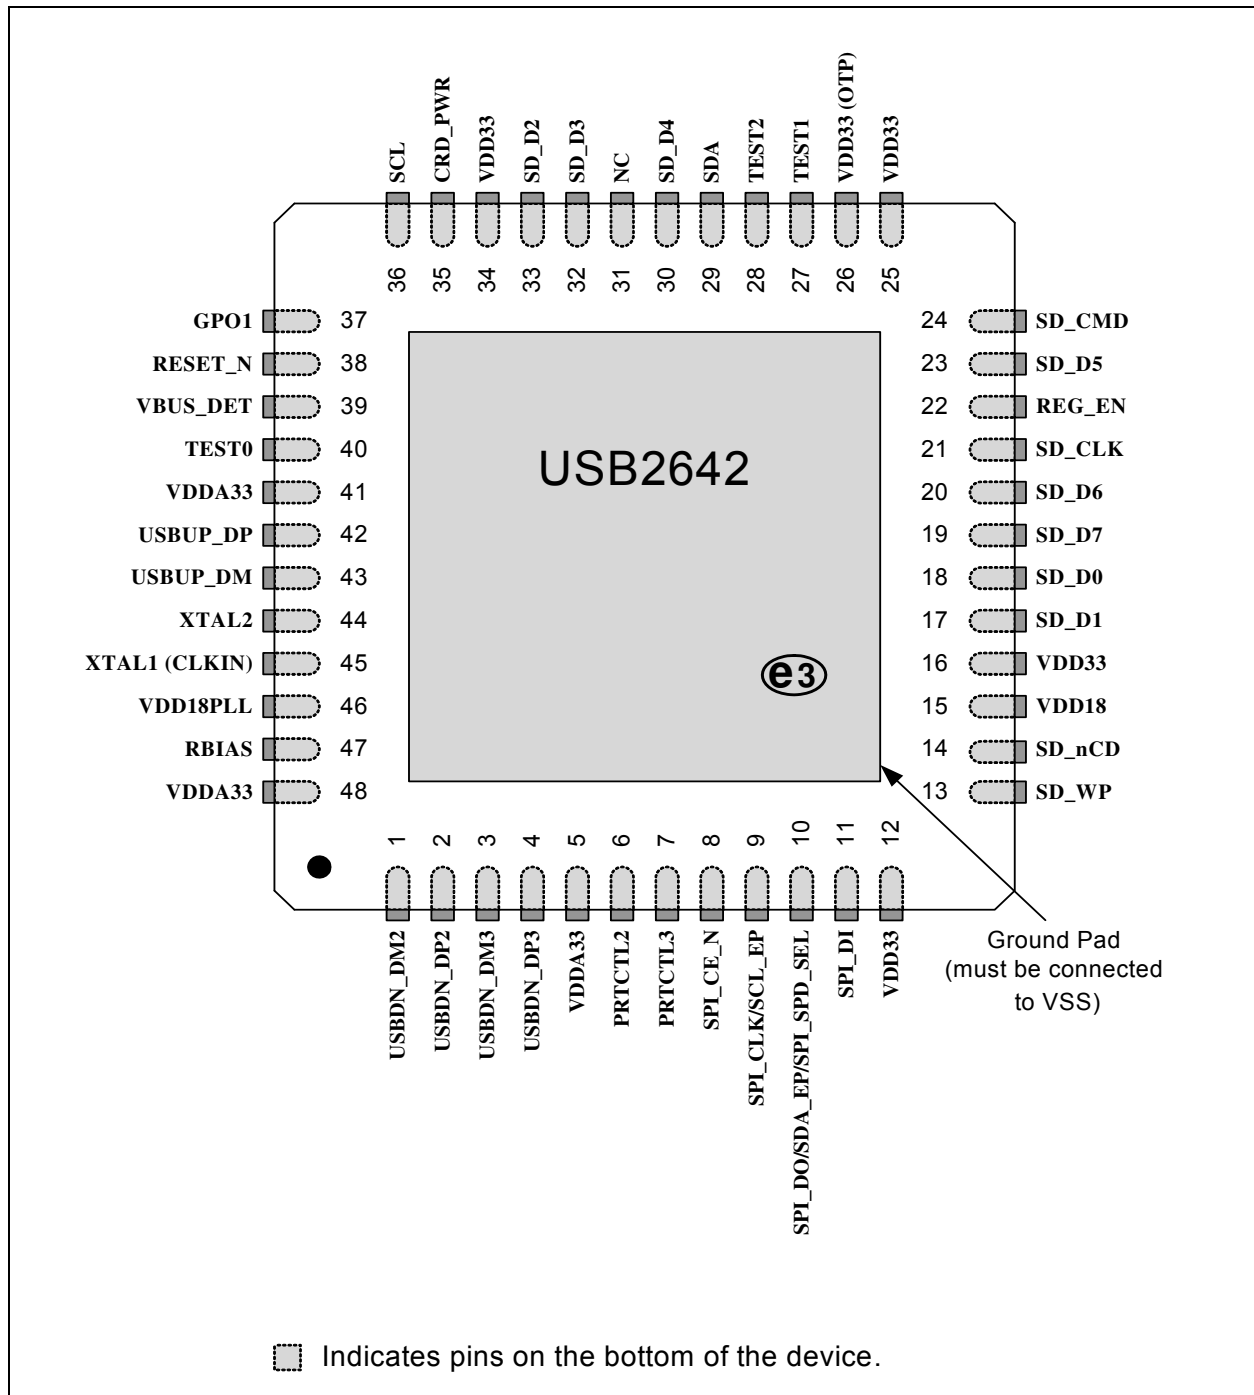 SCL
CRD_PWR
VDD33
SD_D2
SD_D3
NC
SD_D4
SDA
TEST2
TEST1
VDD33 (OTP)
VDD33
36
35
34
33
32
31
30
29
28
27
26
25
GPO1 37
RESET_N 38
VBUS_DET 39
TEST0 40
VDDA33 41
USBUP_DP 42
USBUP_DM 43
XTAL2 44
XTAL1 (CLKIN) 45
VDD18PLL 46
RBIAS 47
VDDA33 48
USB2642
e3
24 SD_CMD
23 SD_D5
22 REG_EN
21 SD_CLK
20 SD_D6
19 SD_D7
18 SD_D0
17 SD_D1
16 VDD33
15 VDD18
14 SD_nCD
13 SD_WP
1
2
3
4
5
6
7
8
9
10
11
12
USBDN_DM2
USBDN_DP2
USBDN_DM3
USBDN_DP3
VDDA33
PRTCTL2
PRTCTL3
SPI_CE_N
SPI_CLK/SCL_EP
SPI_DO/SDA_EP/SPI_SPD_SEL
SPI_DI
VDD33
Ground Pad
(must be connected
to VSS)
Indicates pins on the bottom of the device.